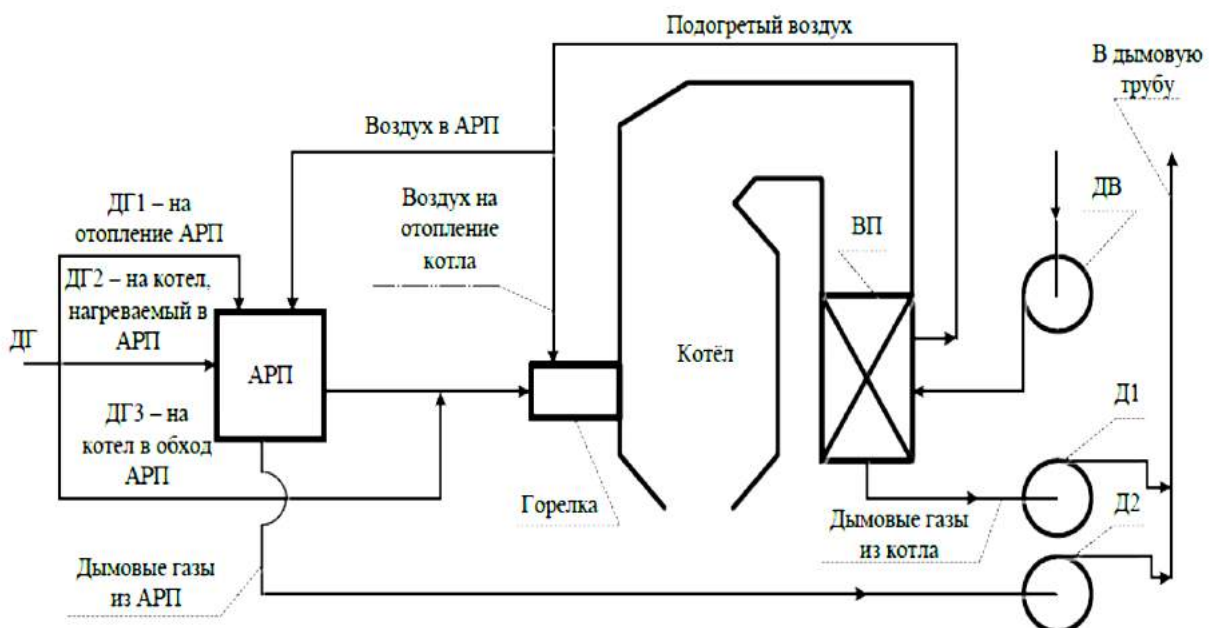 Подогретый воздух
В дымовую
трубу
Воздух в АРП
ДГ1 – на
отопление АРП
Воздух на
отопление
котла
ДВ
ВП
ДГ2 – на котел,
нагреваемый в
АРП
ДГ
АРП
Котёл
ДГ3 – на
котел в обход
АРП
Горелка
Д1
Д2
Дымовые газы
из котла
Дымовые газы
из АРП